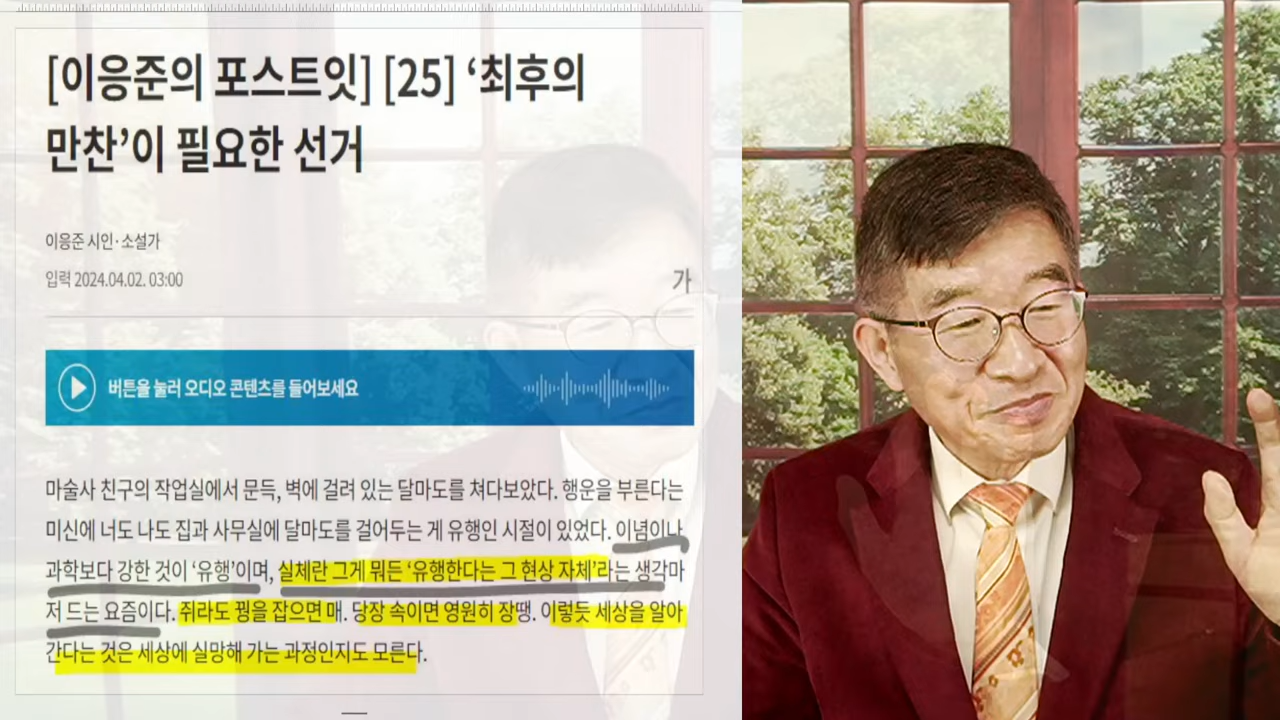 [이응준의 포스트잇] [25] ‘최후의
만찬’이 필요한 선거
이응준 시인·소설가
입력 2024.04.02. 03:00
가
버튼을 눌러 오디오 콘텐츠를 들어보세요
마술사 친구의 작업실에서 문득, 벽에 걸려 있는 달마도를 쳐다보았다. 행운을 부른다는
미신에 너도 나도 집과 사무실에 달마도를 걸어두는 게 유행인 시절이 있었다. 이념이나
과학보다 강한 것이 ‘유행’이며, 실체란 그게 뭐든 ‘유행한다는 그 현상 자체’라는 생각마
저 드는 요즘이다. 쥐라도 꿩을 잡으면 매. 당장 속이면 영원히 장땡. 이렇듯 세상을 알아
간다는 것은 세상에 실망해 가는 과정인지도 모른다.